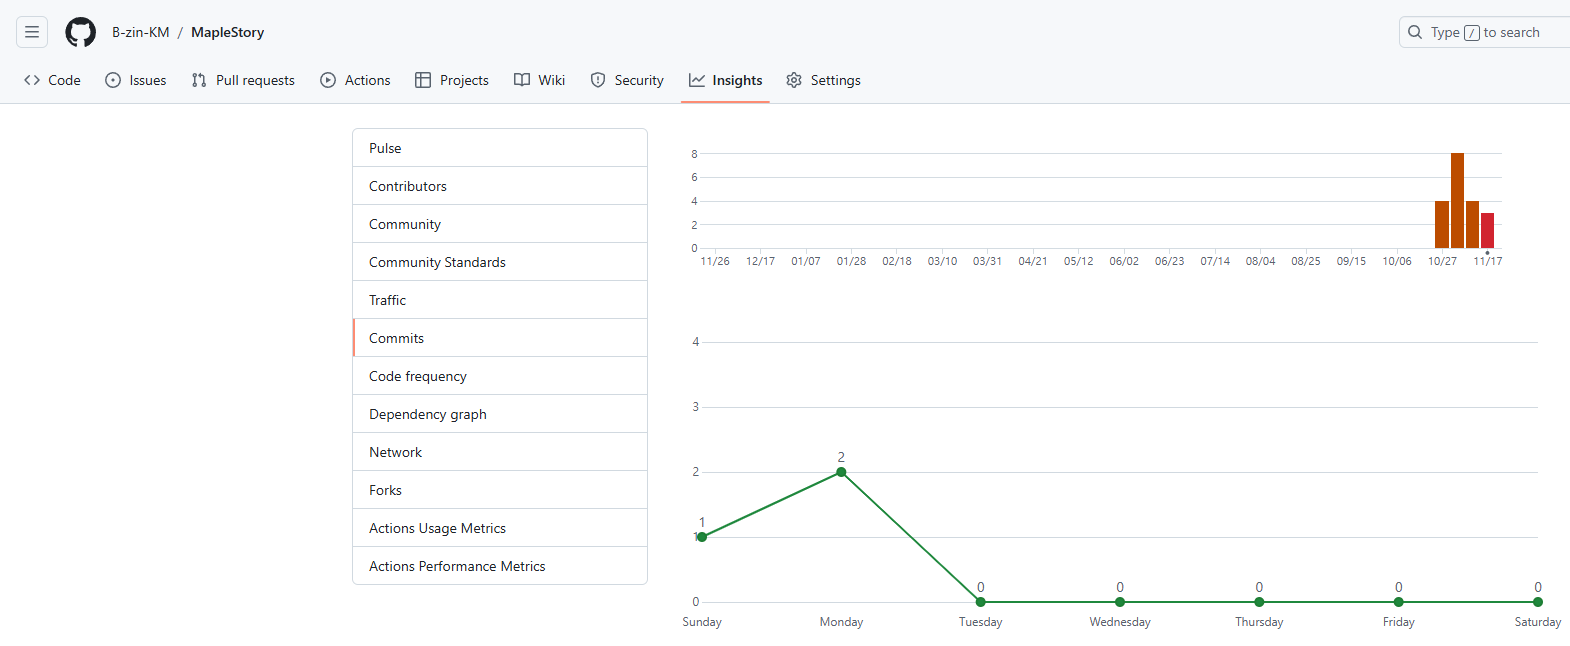 B-zin-KM / MapleStory
Type / to search
Code Issues Pull requests Actions Projects Wiki Security Insights Settings
Pulse
Contributors
Community
Community Standards
Traffic
Commits
Code frequency
Dependency graph
Network
Forks
Actions Usage Metrics
Actions Performance Metrics
8
6
4
2
0
11/26 12/17 01/07 01/28 02/18 03/10 03/31 04/21 05/12 06/02 06/23 07/14 08/04 08/25 09/15 10/06 10/27 11/17
4
3
2
2
1
1
0
0 0 0 0 0
Sunday Monday Tuesday Wednesday Thursday Friday Saturday